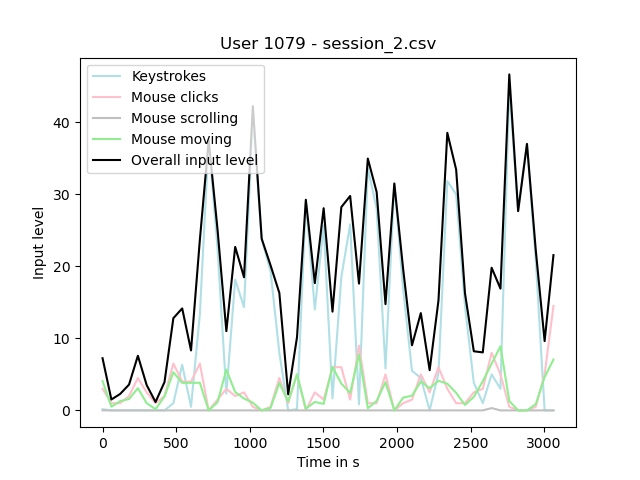 User 1079 - session_2.csv
Keystrokes
Mouse clicks
Mouse scrolling
Mouse moving
Overall input level
Input level
40
30
20
10
0
0 500 1000 1500 2000 2500 3000
Time in s